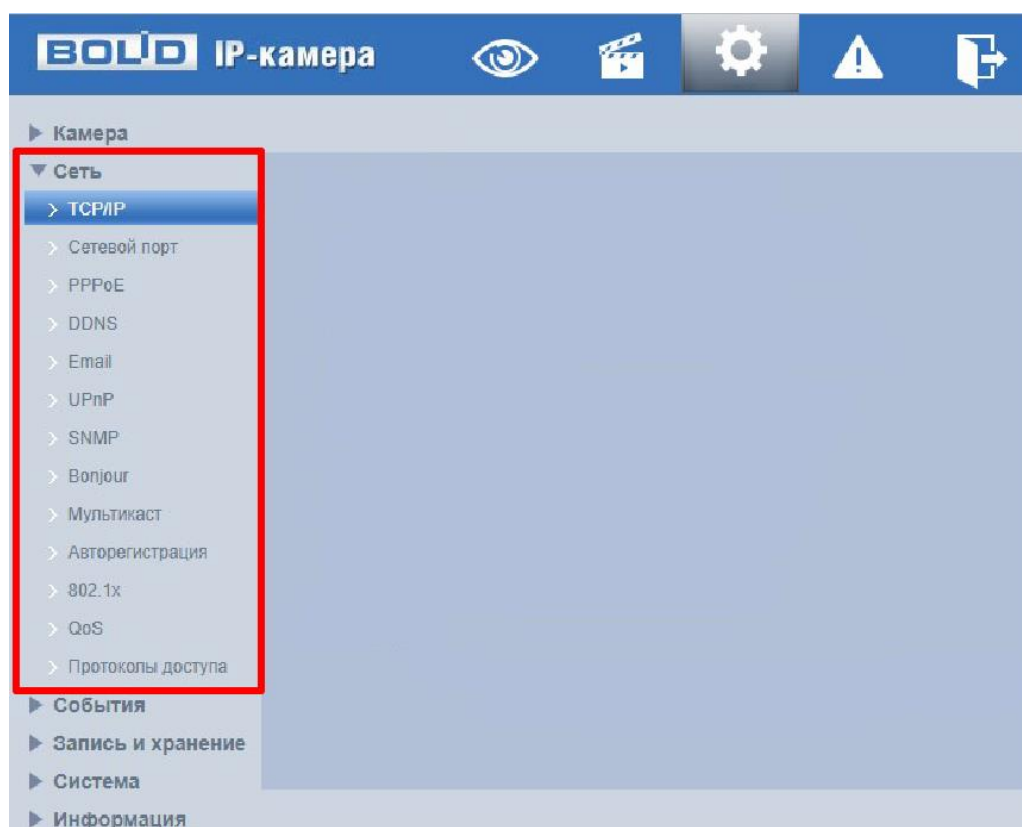 BOLID IP-камера
Камера
Сеть
TCP/IP
Сетевой порт
PPPoE
DDNS
Email
UPnP
SNMP
Bonjour
Мультикаст
Авторегистрация
802.1x
QoS
Протоколы доступа
События
Запись и хранение
Система
Информация